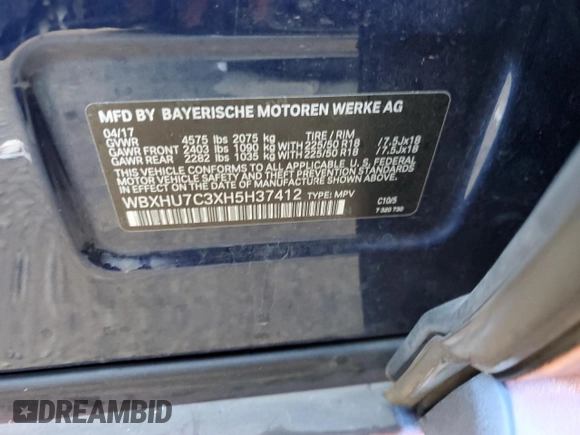 MFD BY BAYERISCHE MOTOREN WERKE AG
04/17
GVWR 4575 lbs 2075 kg TIRE / RIM
GAWR FRONT 2403 lbs 1090 kg WITH 225/50 R18 /7.5Jx18
GAWR REAR 2282 lbs 1035 kg WITH 225/50 R18 /7.5Jx18
THIS VEHICLE CONFORMS TO ALL APPLICABLE U.S. FEDERAL
MOTOR VEHICLE SAFETY AND THEFT PREVENTION STANDARDS
IN EFFECT ON THE DATE OF MANUFACTURE SHOWN ABOVE.
WBXHU7C3XH5H37412 TYPE: MPV
C10/5
7 320 730
DREAMBID